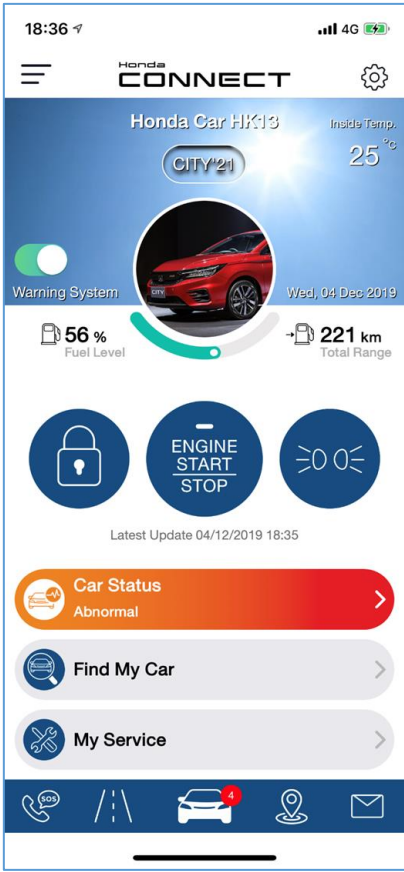 18:36
4G
Honda
CONNECT
Honda Car HK13
Inside Temp.
CITY'21
25 °C
Warning System
Wed, 04 Dec 2019
CITY
56 %
Fuel Level
221 km
Total Range
ENGINE
START
STOP
Latest Update 04/12/2019 18:35
Car Status
Abnormal
Find My Car
My Service
SOS
4